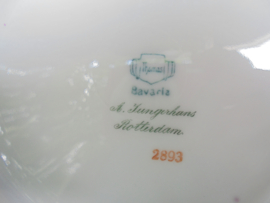 Bavaria
A. Jungerhans
Rotterdam.
2893